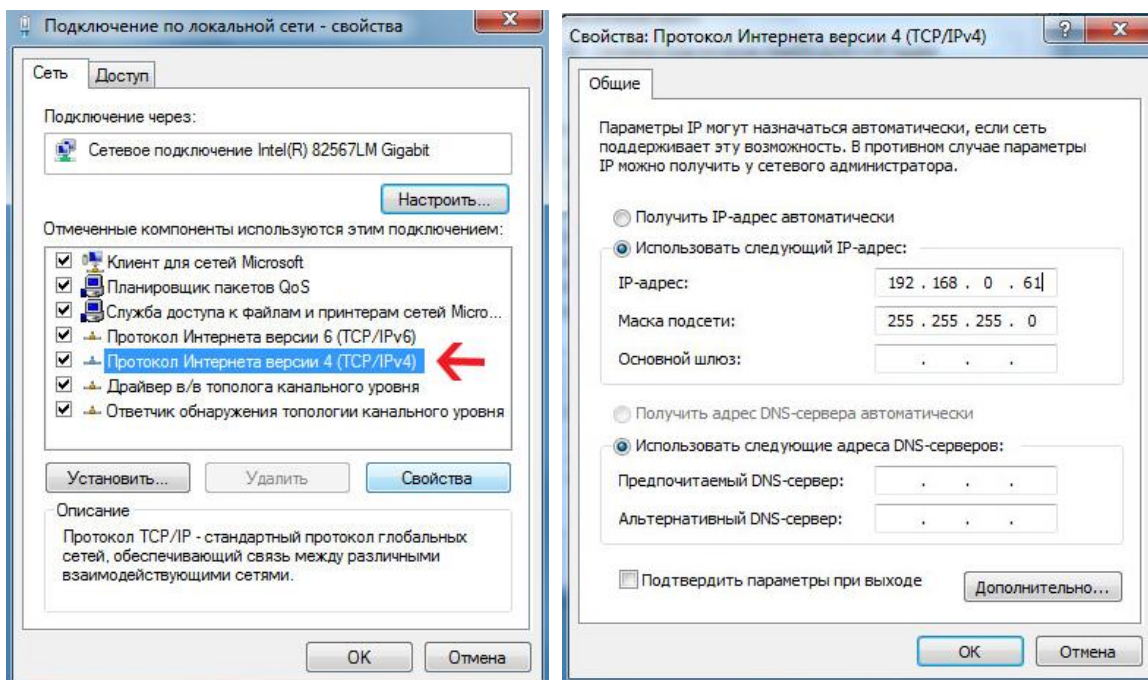 Подключение по локальной сети - свойства
Сеть
Доступ
Подключение через:
Сетевое подключение Intel(R) 82567LM Gigabit
Настроить...
Отмеченные компоненты используются этим подключением:
Клиент для сетей Microsoft
Планировщик пакетов QoS
Служба доступа к файлам и принтерам сетей Micro...
Протокол Интернета версии 6 (TCP/IPv6)
Протокол Интернета версии 4 (TCP/IPv4)
Драйвер в/в тополога канального уровня
Ответчик обнаружения топологии канального уровня
Установить...
Удалить
Свойства
Описание
Протокол TCP/IP - стандартный протокол глобальных
сетей, обеспечивающий связь между различными
взаимодействующими сетями.
OK
Отмена
Свойства: Протокол Интернета версии 4 (TCP/IPv4)
Общие
Параметры IP могут назначаться автоматически, если сеть
поддерживает эту возможность. В противном случае параметры
IP можно получить у сетевого администратора.
Получить IP-адрес автоматически
Использовать следующий IP-адрес:
IP-адрес: 192 . 168 . 0 . 61
Маска подсети: 255 . 255 . 255 . 0
Основной шлюз: . . .
Получить адрес DNS-сервера автоматически
Использовать следующие адреса DNS-серверов:
Предпочитаемый DNS-сервер: . . .
Альтернативный DNS-сервер: . . .
Подтвердить параметры при выходе
Дополнительно...
OK
Отмена